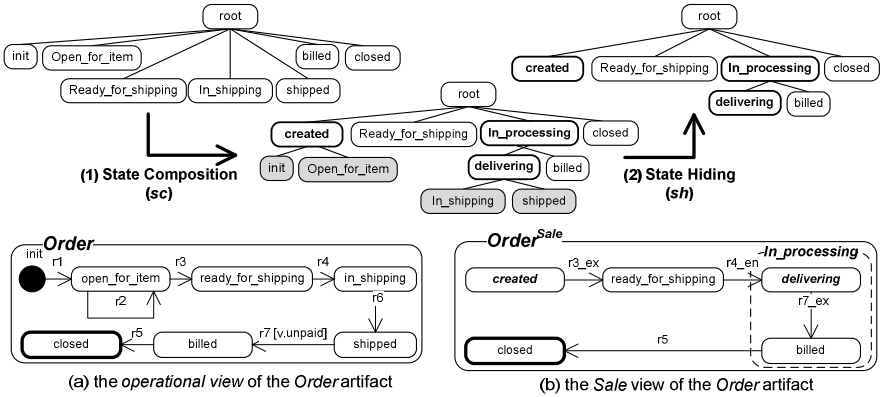 root
init
Open_for_item
billed
closed
Ready_for_shipping
In_shipping
shipped
(1) State Composition
(sc)
root
created
Ready_for_shipping
In_processing
closed
init
Open_for_item
delivering
billed
In_shipping
shipped
(2) State Hiding
(sh)
root
created
Ready_for_shipping
In_processing
closed
delivering
billed
Order
init
r1
open_for_item
r2
r3
ready_for_shipping
r4
in_shipping
r6
closed
r5
billed
r7 [v.unpaid]
shipped
(a) the operational view of the Order artifact
Order Sale
In_processing
created
r3_ex
ready_for_shipping
r4_en
delivering
r7_ex
closed
r5
billed
(b) the Sale view of the Order artifact